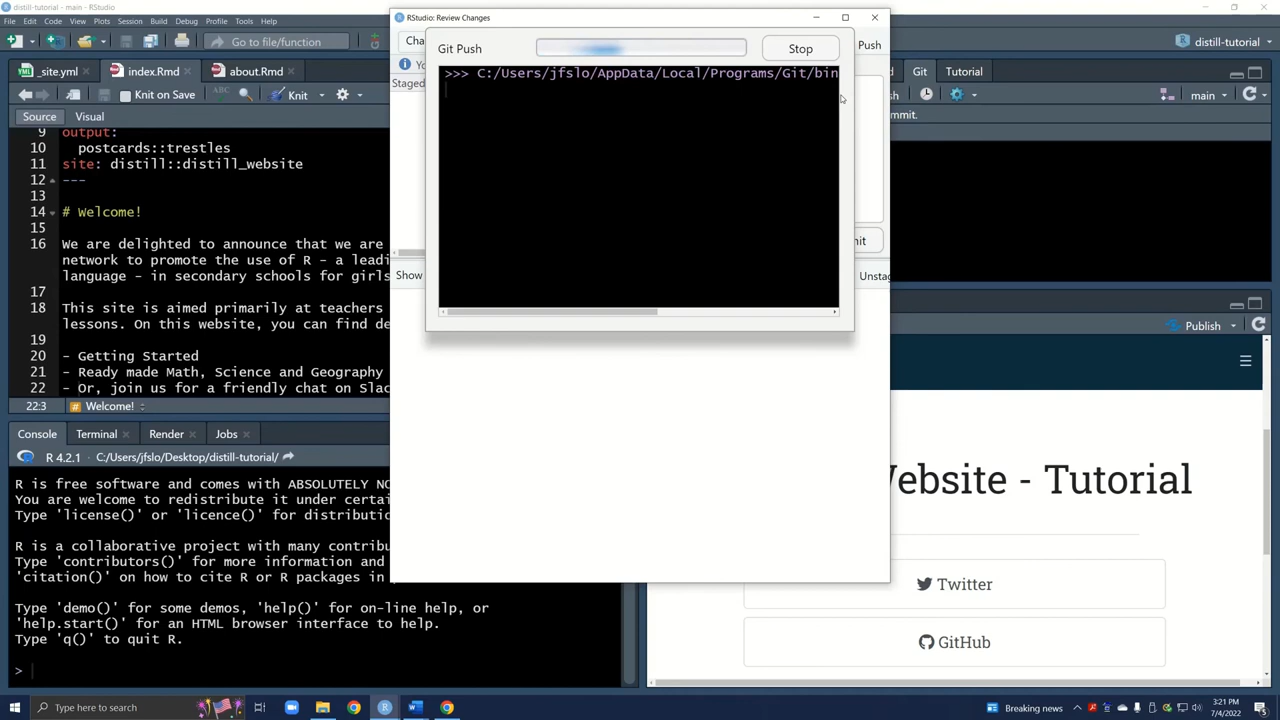 distill-tutorial - main - RStudio
RStudio: Review Changes
File Edit Code View Plots Session Build Debug Profile Tools Help
Go to file/function
distill-tutorial
Cha
Push
Git Push
Stop
>>> C:/Users/jfslo/AppData/Local/Programs/Git/bin
Staged
_site.yml
index.Rmd
about.Rmd
Git
Tutorial
Knit on Save
Knit
main
Source
Visual
mmit.
9 output:
10 postcards::trestles
11 site: distill::distill_website
12 ---
13
14 # Welcome!
15
16 We are delighted to announce that we are
network to promote the use of R - a leadi
language - in secondary schools for girls
17
18 This site is aimed primarily at teachers
lessons. On this website, you can find de
19
20 - Getting Started
21 - Ready made Math, Science and Geography
22 - Or, join us for a friendly chat on Slac
22:3 # Welcome!
Show
Unstag
Publish
Console
Terminal
Render
Jobs
R 4.2.1 · C:/Users/jfslo/Desktop/distill-tutorial/
R is free software and comes with ABSOLUTELY NO
You are welcome to redistribute it under certai
Type 'license()' or 'licence()' for distributio
R is a collaborative project with many contribu
Type 'contributors()' for more information and
'citation()' on how to cite R or R packages in
Type 'demo()' for some demos, 'help()' for on-line help, or
'help.start()' for an HTML browser interface to help.
Type 'q()' to quit R.
>
Website - Tutorial
Twitter
GitHub
Type here to search
Breaking news
3:21 PM
7/4/2022